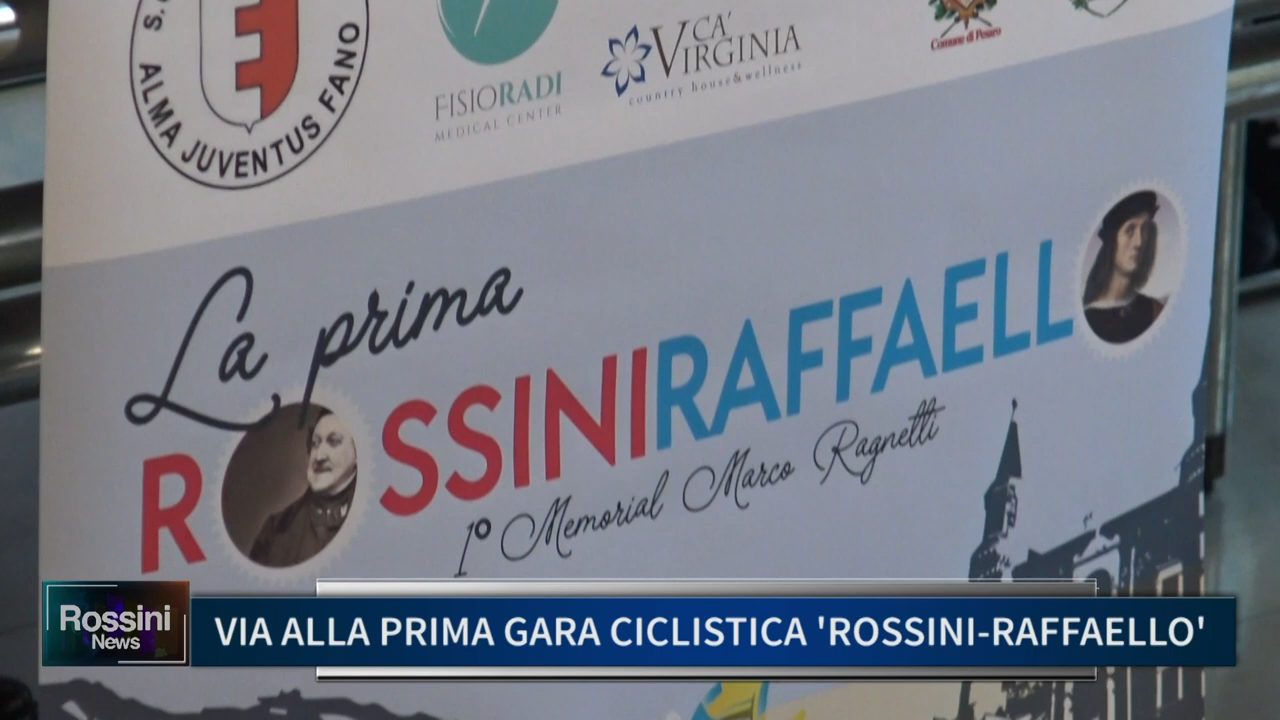 S.
ALMA JUVENTUS FANO
FISIORADI
MEDICAL CENTER
CA'
VIRGINIA
country house & wellness
Comune di Pesaro
La prima
R SSINIRAFFAELL
1° Memorial Marco Ragnetti
Rossini
News
VIA ALLA PRIMA GARA CICLISTICA 'ROSSINI-RAFFAELLO'